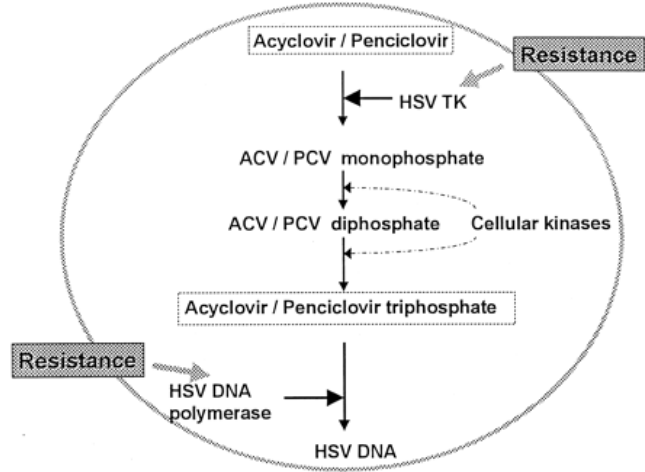 Acyclovir / Penciclovir
Resistance
HSV TK
ACV / PCV monophosphate
ACV / PCV diphosphate
Cellular kinases
Acyclovir / Penciclovir triphosphate
Resistance
HSV DNA
polymerase
HSV DNA